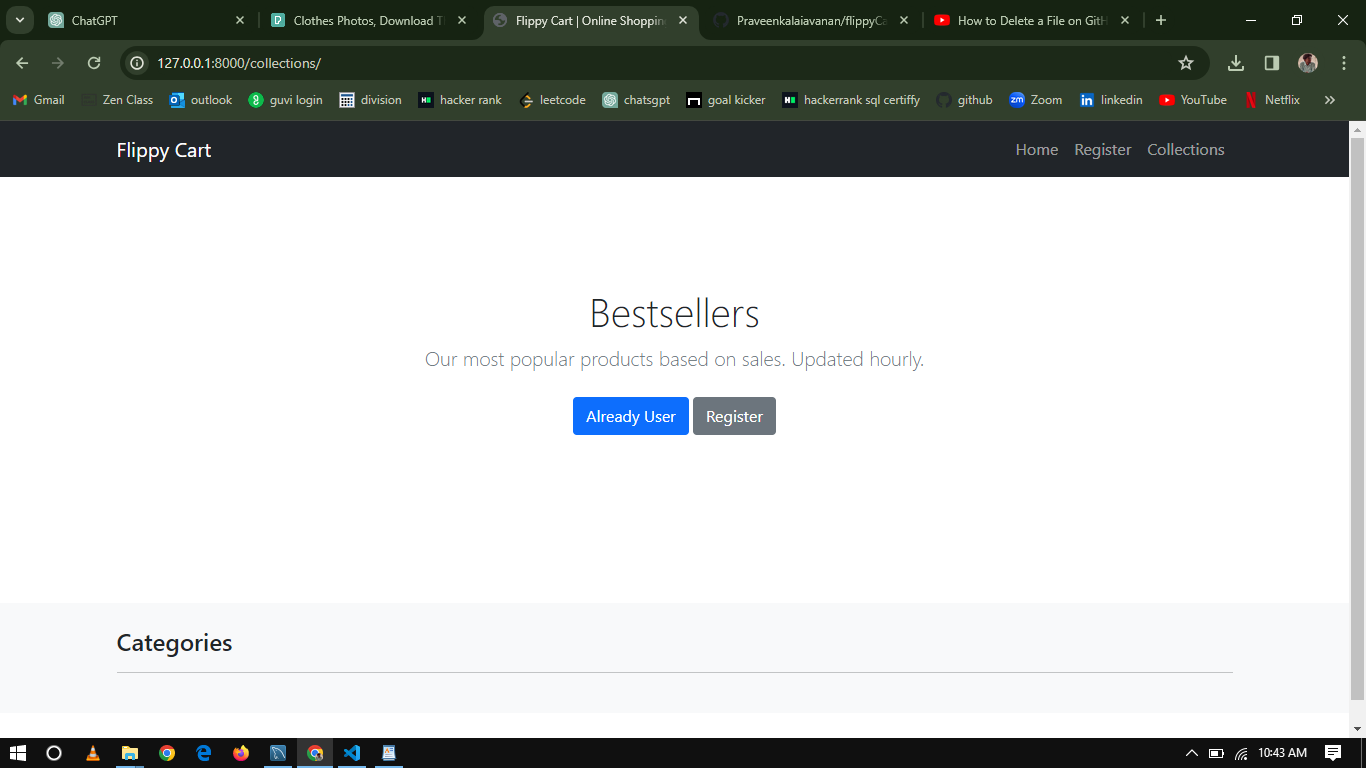 ChatGPT
Clothes Photos, Download Th
Flippy Cart | Online Shopping
Praveenkalaiavanan/flippyCa
How to Delete a File on GitH
127.0.0.1:8000/collections/
Gmail
Zen Class
outlook
guvi login
division
hacker rank
leetcode
chatsgpt
goal kicker
hackerrank sql certiffy
github
zm Zoom
linkedin
YouTube
Netflix
Flippy Cart
Home
Register
Collections
Bestsellers
Our most popular products based on sales. Updated hourly.
Already User
Register
Categories
10:43 AM